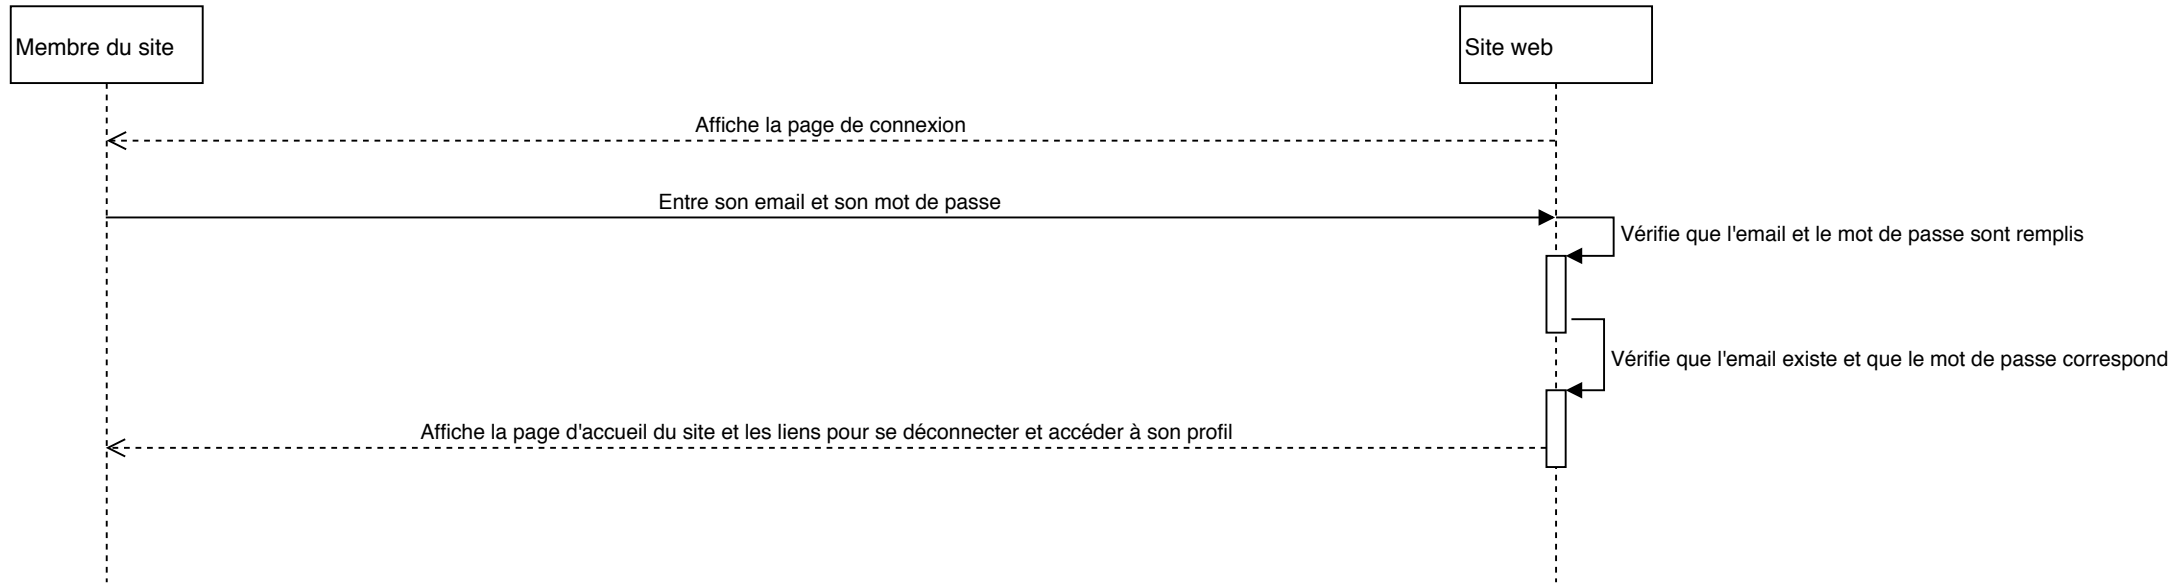 Membre du site
Site web
Affiche la page de connexion
Entre son email et son mot de passe
Vérifie que l'email et le mot de passe sont remplis
Vérifie que l'email existe et que le mot de passe correspond
Affiche la page d'accueil du site et les liens pour se déconnecter et accéder à son profil